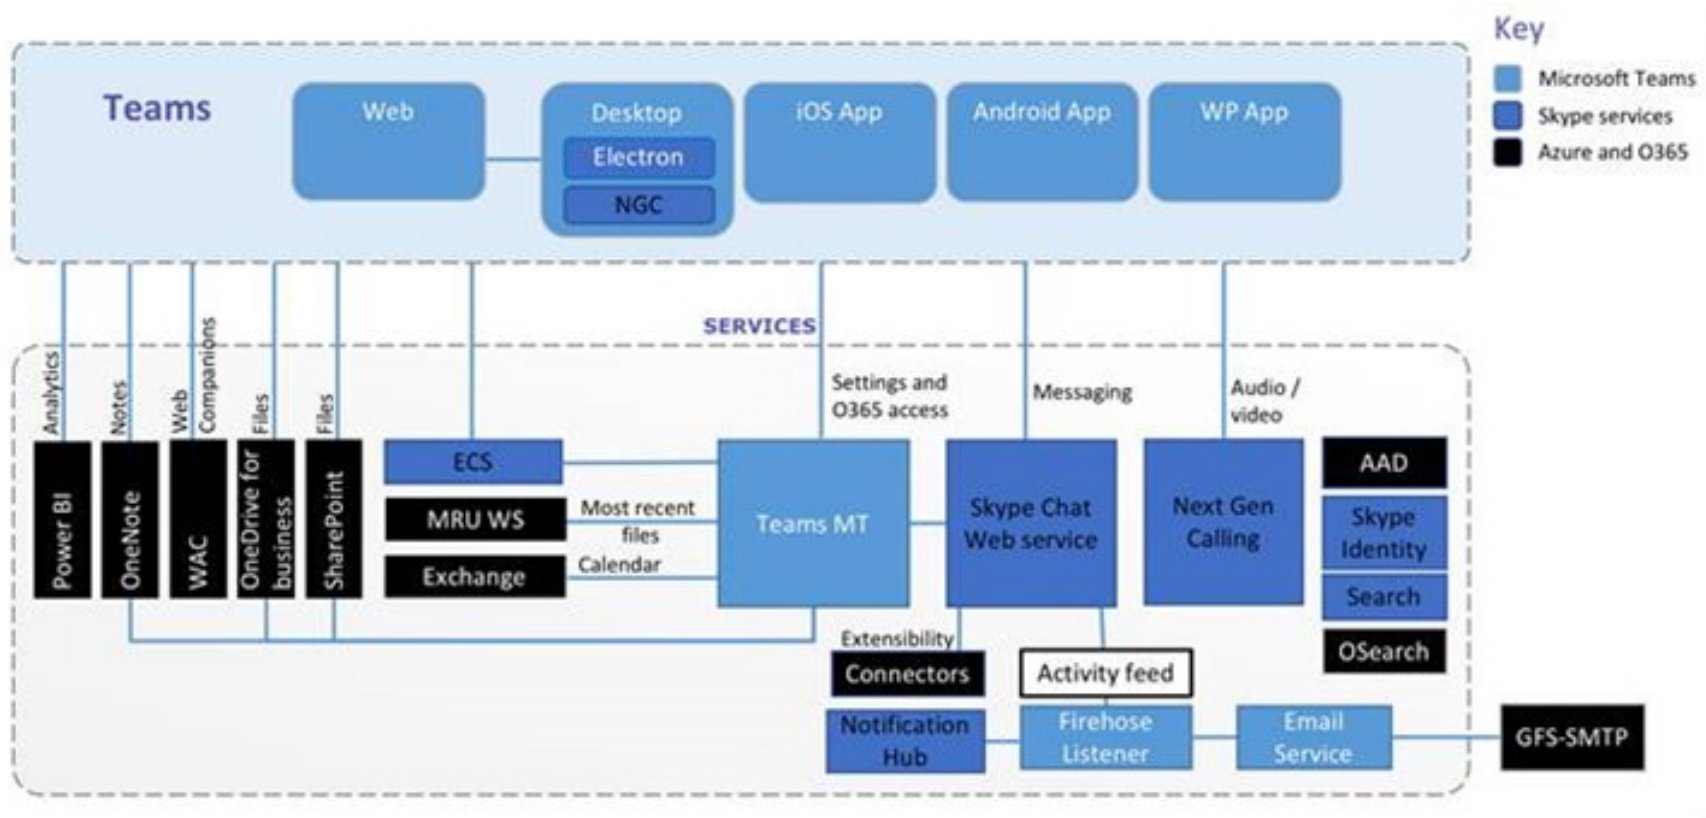 Key
Microsoft Teams
Skype services
Azure and O365
Teams
Web
Desktop
Electron
NGC
iOS App
Android App
WP App
SERVICES
Analytics
Notes
Web
Companions
Files
Files
Settings and
O365 access
Messaging
Audio /
video
Power BI
OneNote
WAC
OneDrive for
business
SharePoint
ECS
MRU WS
Exchange
Most recent
files
Calendar
Teams MT
Skype Chat
Web service
Next Gen
Calling
AAD
Skype
Identity
Search
OSearch
Extensibility
Connectors
Activity feed
Notification
Hub
Firehose
Listener
Email
Service
GFS-SMTP